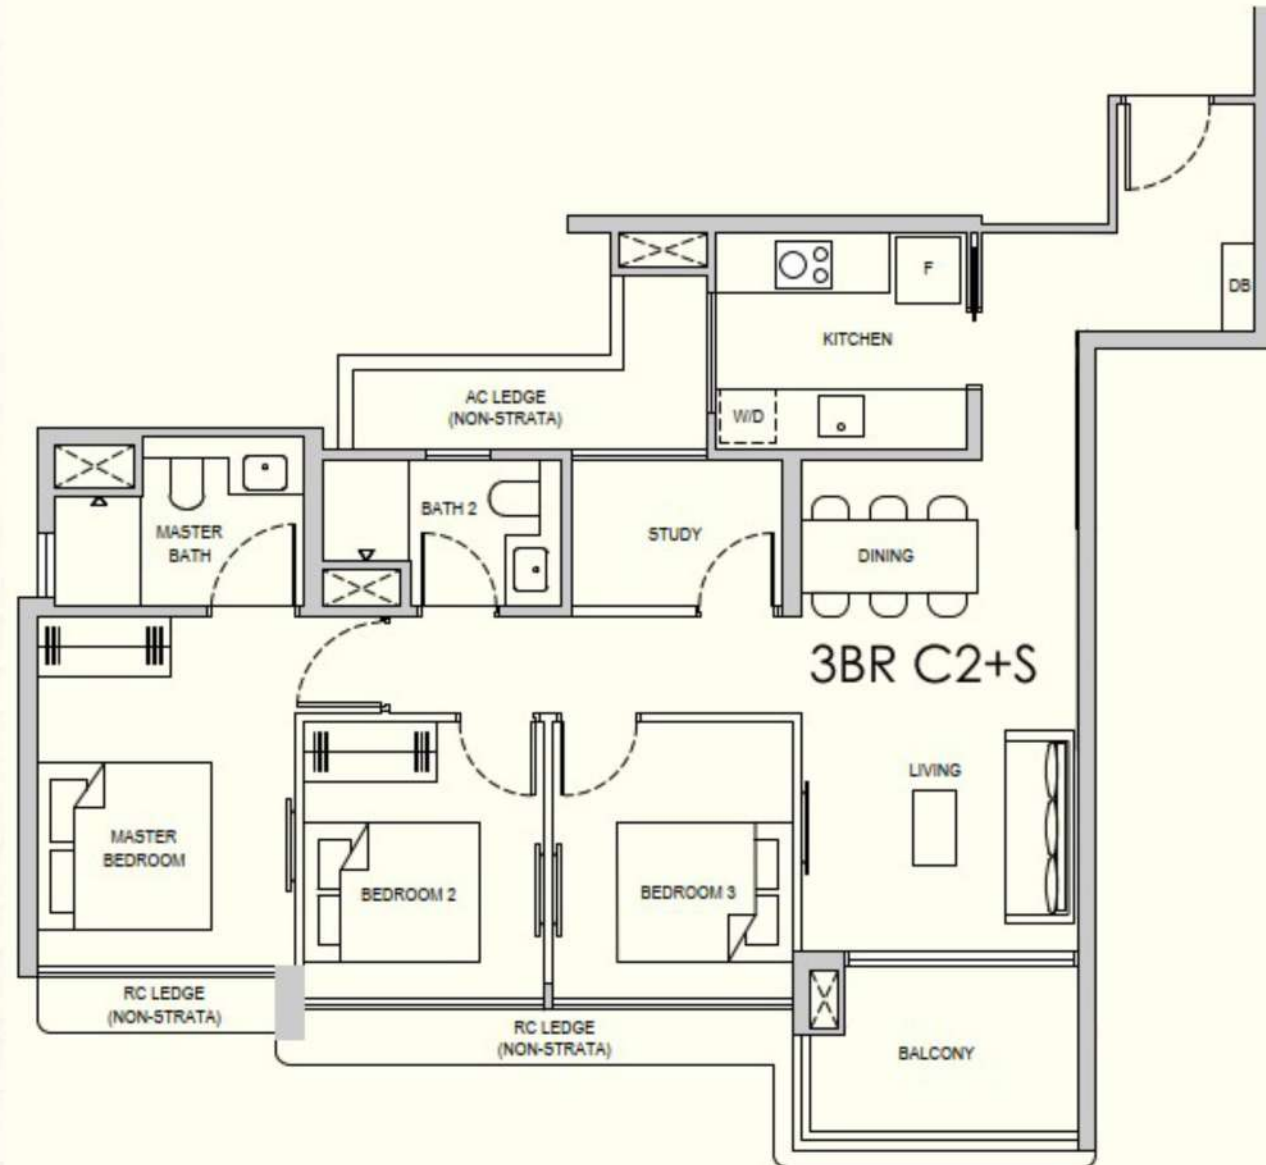 F
DB
KITCHEN
AC LEDGE
(NON-STRATA)
W/D
MASTER
BATH
BATH 2
STUDY
DINING
3BR C2+S
LIVING
MASTER
BEDROOM
BEDROOM 2
BEDROOM 3
RC LEDGE
(NON-STRATA)
RC LEDGE
(NON-STRATA)
BALCONY